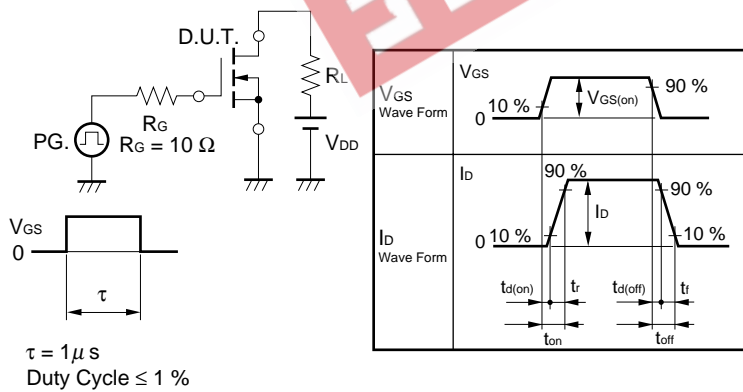 D.U.T.
RL
VDD
RG
RG = 10 Ω
PG.
VGS
0
τ
τ = 1μ s
Duty Cycle ≤ 1 %
VGS
Wave Form
VGS
10 %
0
VGS(on)
90 %
ID
Wave Form
ID
90 %
90 %
10 %
0
ID
10 %
td(on)
tr
td(off)
tf
ton
toff